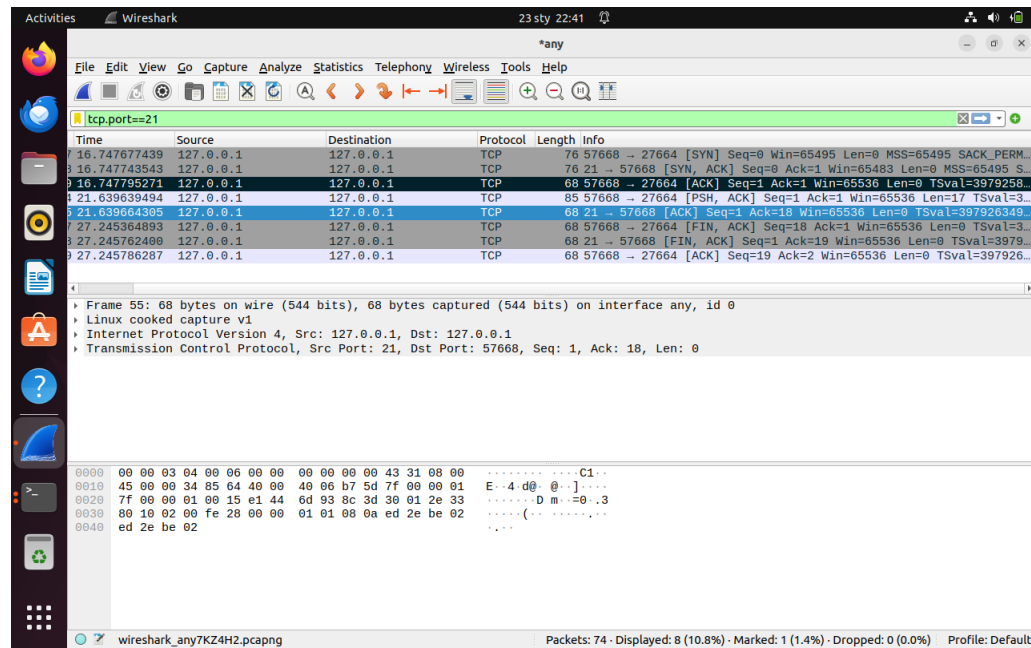 Activities Wireshark 23 sty 22:41
*any
File Edit View Go Capture Analyze Statistics Telephony Wireless Tools Help
tcp.port==21
Time Source Destination Protocol Length Info
7 16.747677439 127.0.0.1 127.0.0.1 TCP 76 57668 → 27664 [SYN] Seq=0 Win=65495 Len=0 MSS=65495 SACK_PERM…
3 16.747743543 127.0.0.1 127.0.0.1 TCP 76 21 → 57668 [SYN, ACK] Seq=0 Ack=1 Win=65483 Len=0 MSS=65495 S…
9 16.747795271 127.0.0.1 127.0.0.1 TCP 68 57668 → 27664 [ACK] Seq=1 Ack=1 Win=65536 Len=0 TSval=3979258…
4 21.639639494 127.0.0.1 127.0.0.1 TCP 85 57668 → 27664 [PSH, ACK] Seq=1 Ack=1 Win=65536 Len=17 TSval=3…
5 21.639664305 127.0.0.1 127.0.0.1 TCP 68 21 → 57668 [ACK] Seq=1 Ack=18 Win=65536 Len=0 TSval=397926349…
7 27.245364893 127.0.0.1 127.0.0.1 TCP 68 57668 → 27664 [FIN, ACK] Seq=18 Ack=1 Win=65536 Len=0 TSval=3…
3 27.245762400 127.0.0.1 127.0.0.1 TCP 68 21 → 57668 [FIN, ACK] Seq=1 Ack=19 Win=65536 Len=0 TSval=3979…
9 27.245786287 127.0.0.1 127.0.0.1 TCP 68 57668 → 27664 [ACK] Seq=19 Ack=2 Win=65536 Len=0 TSval=397926…
Frame 55: 68 bytes on wire (544 bits), 68 bytes captured (544 bits) on interface any, id 0
Linux cooked capture v1
Internet Protocol Version 4, Src: 127.0.0.1, Dst: 127.0.0.1
Transmission Control Protocol, Src Port: 21, Dst Port: 57668, Seq: 1, Ack: 18, Len: 0
0000 00 00 03 04 00 06 00 00 00 00 00 00 43 31 08 00 ········ ····C1··
0010 45 00 00 34 85 64 40 00 40 06 b7 5d 7f 00 00 01 E··4·d@· @··]····
0020 7f 00 00 01 00 15 e1 44 6d 93 8c 3d 30 01 2e 33 ·······D m··=0·.3
0030 80 10 02 00 fe 28 00 00 01 01 08 0a ed 2e be 02 ·····(·· ·····.··
0040 ed 2e be 02 ·.··
wireshark_any7KZ4H2.pcapng Packets: 74 · Displayed: 8 (10.8%) · Marked: 1 (1.4%) · Dropped: 0 (0.0%) Profile: Default